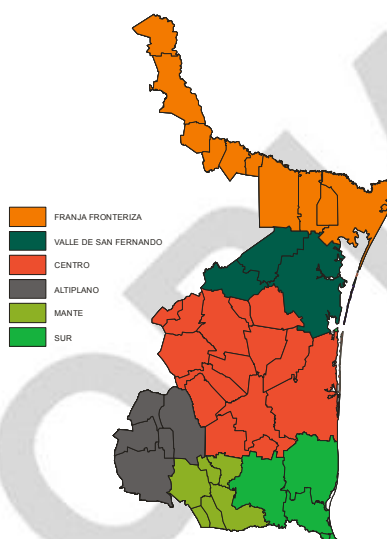 FRANJA FRONTERIZA
VALLE DE SAN FERNANDO
CENTRO
ALTIPLANO
MANTE
SUR